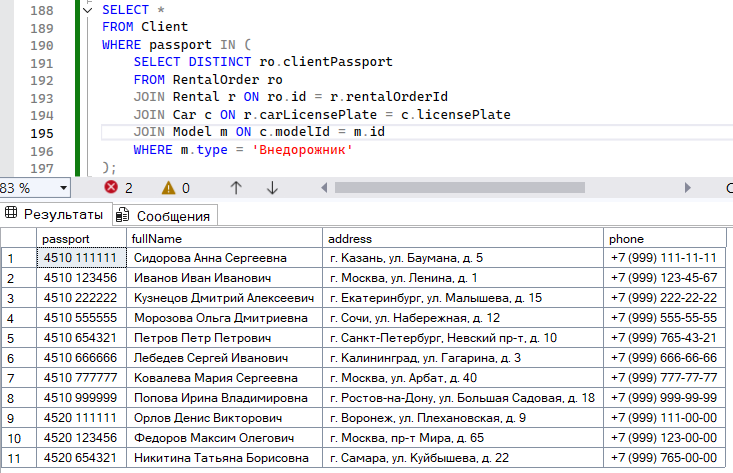 188 SELECT *
189 FROM Client
190 WHERE passport IN (
191 SELECT DISTINCT ro.clientPassport
192 FROM RentalOrder ro
193 JOIN Rental r ON ro.id = r.rentalOrderId
194 JOIN Car c ON r.carLicensePlate = c.licensePlate
195 JOIN Model m ON c.modelId = m.id
196 WHERE m.type = 'Внедорожник'
197 );
83 % 2 0
Результаты Сообщения
passport fullName address phone
1 4510 111111 Сидорова Анна Сергеевна г. Казань, ул. Баумана, д. 5 +7 (999) 111-11-11
2 4510 123456 Иванов Иван Иванович г. Москва, ул. Ленина, д. 1 +7 (999) 123-45-67
3 4510 222222 Кузнецов Дмитрий Алексеевич г. Екатеринбург, ул. Малышева, д. 15 +7 (999) 222-22-22
4 4510 555555 Морозова Ольга Дмитриевна г. Сочи, ул. Набережная, д. 12 +7 (999) 555-55-55
5 4510 654321 Петров Петр Петрович г. Санкт-Петербург, Невский пр-т, д. 10 +7 (999) 765-43-21
6 4510 666666 Лебедев Сергей Иванович г. Калининград, ул. Гагарина, д. 3 +7 (999) 666-66-66
7 4510 777777 Ковалева Мария Сергеевна г. Москва, ул. Арбат, д. 40 +7 (999) 777-77-77
8 4510 999999 Попова Ирина Владимировна г. Ростов-на-Дону, ул. Большая Садовая, д. 18 +7 (999) 999-99-99
9 4520 111111 Орлов Денис Викторович г. Воронеж, ул. Плехановская, д. 9 +7 (999) 111-00-00
10 4520 123456 Федоров Максим Олегович г. Москва, пр-т Мира, д. 65 +7 (999) 123-00-00
11 4520 654321 Никитина Татьяна Борисовна г. Самара, ул. Куйбышева, д. 22 +7 (999) 765-00-00